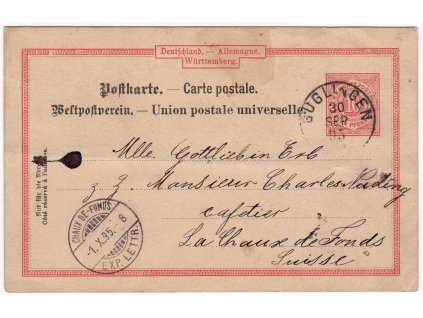 Deutschland. – Allemagne.
Württemberg.
Postkarte. – Carte postale.
Weltpostverein. – Union postale universelle.
GÜGLINGEN
30
SEP
95
Nur für die
Côté réservé à l'adresse.
Mlle. Gottliebin Erb
z. Z. Monsieur Charles Ruding
cafetier
La Chaux de Fonds
Suisse
CHAUX-DE-FONDS
-1.X.95.-8
EXP. LETTR.